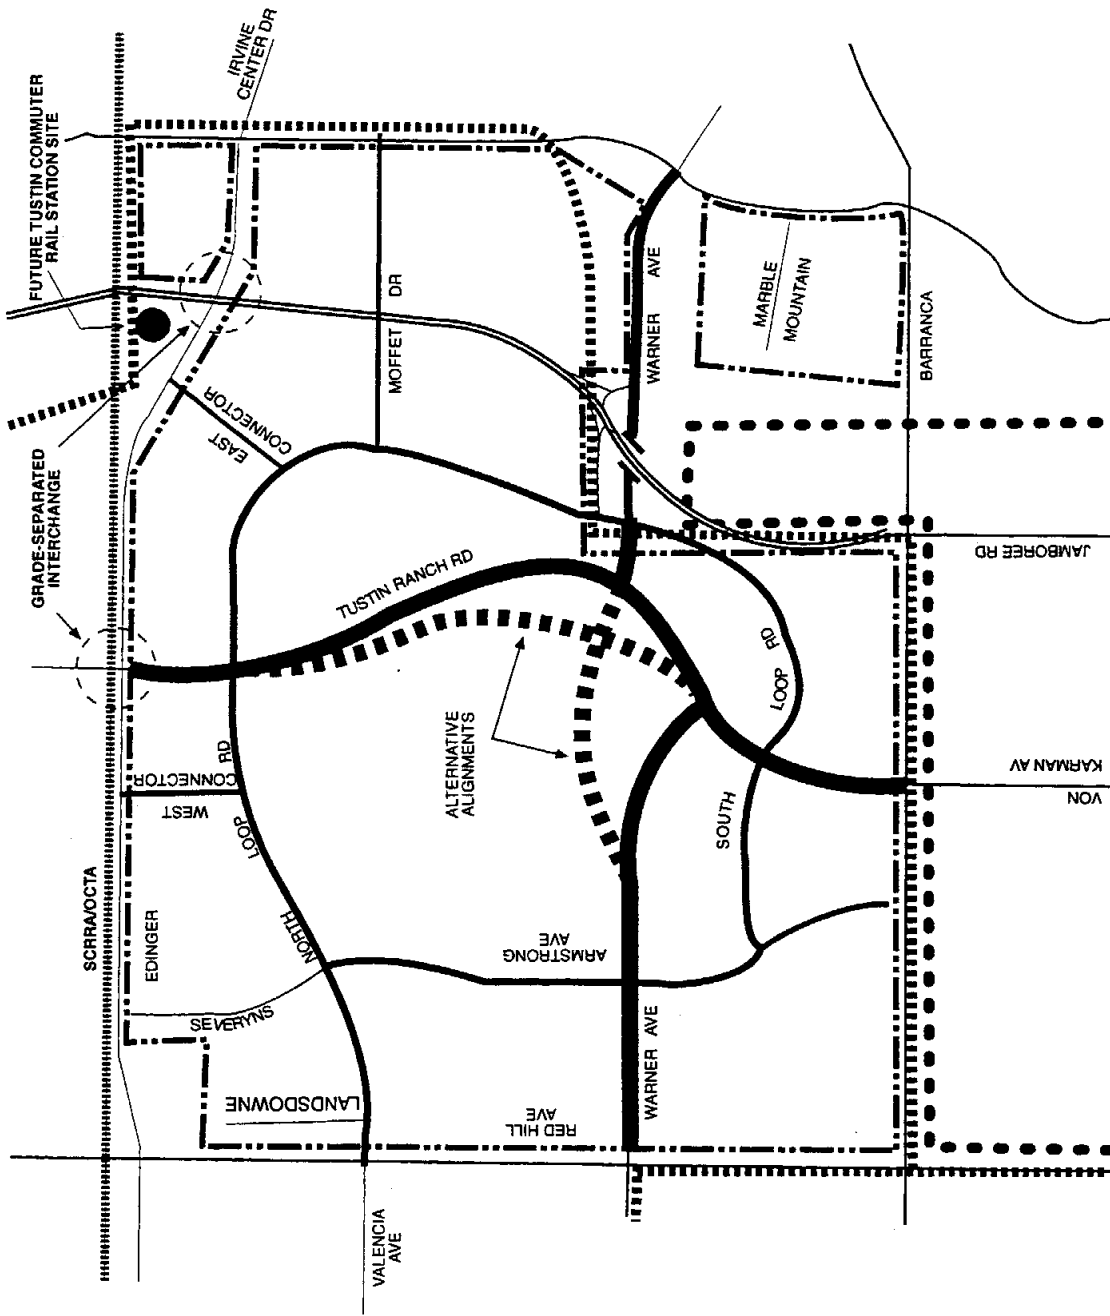 FUTURE TUSTIN COMMUTER
RAIL STATION SITE
IRVINE
CENTER DR
GRADE-SEPARATED
INTERCHANGE
SCRRA/OCTA
EDINGER
EAST
CONNECTOR
MOFFET DR
WARNER AVE
MARBLE
MOUNTAIN
BARRANCA
TUSTIN RANCH RD
ALTERNATIVE
ALIGNMENTS
WEST
CONNECTOR
NORTH LOOP RD
SEVERYNS
LANDSDOWNE
VALENCIA
AVE
RED HILL
AVE
WARNER AVE
ARMSTRONG
AVE
SOUTH LOOP RD
JAMBOREE RD
VON
KARMAN AV